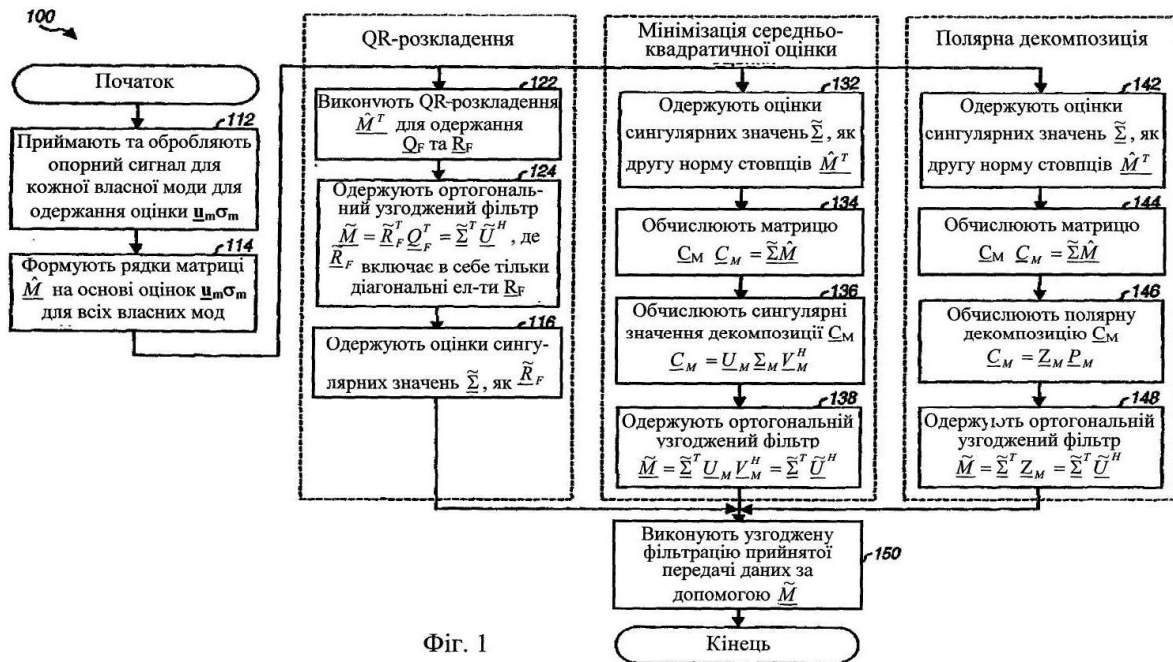 100
Початок
112
Приймають та обробляють
опорний сигнал для
кожної власної моди для
одержання оцінки u_mσ_m
114
Формують рядки матриці
M̂ на основі оцінок u_mσ_m
для всіх власних мод
QR-розкладення
122
Виконують QR-розкладення
M̂^T для одержання
Q_F та R_F
124
Одержують ортогональ-
ний узгоджений фільтр
M̃ = R̃_F^T Q_F^T = Σ̃^T Ũ^H, де
R̃_F включає в себе тільки
діагональні ел-ти R_F
116
Одержують оцінки сингу-
лярних значень Σ̃, як R̃_F
Мінімізація середньо-
квадратичної оцінки
132
Одержують оцінки
сингулярних значень Σ̃, як
другу норму стовпців M̂^T
134
Обчислюють матрицю
C_M C_M = Σ̃M̂
136
Обчислюють сингулярні
значення декомпозиції C_M
C_M = U_M Σ_M V_M^H
138
Одержують ортогональній
узгоджений фільтр
M̃ = Σ̃^T U_M V_M^H = Σ̃^T Ũ^H
Полярна декомпозиція
142
Одержують оцінки
сингулярних значень Σ̃, як
другу норму стовпців M̂^T
144
Обчислюють матрицю
C_M C_M = Σ̃M̂
146
Обчислюють полярну
декомпозицію C_M
C_M = Z_M P_M
148
Одержують ортогональній
узгоджений фільтр
M̃ = Σ̃^T Z_M = Σ̃^T Ũ^H
Виконують узгоджену
фільтрацію прийнятої
передачі даних за
допомогою M̃
150
Кінець
Фіг. 1